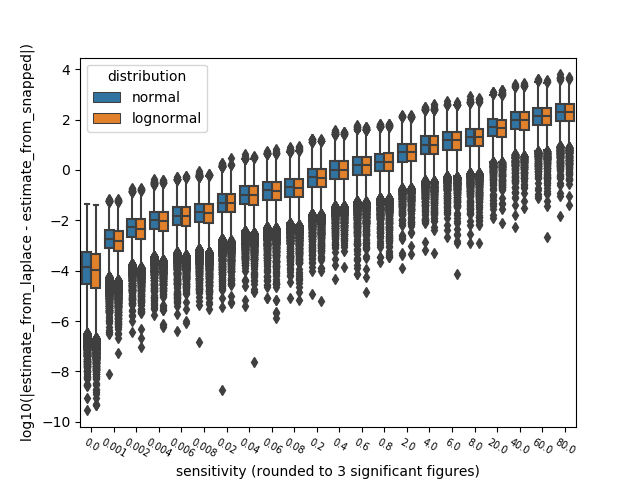 log10(|estimate_from_laplace - estimate_from_snapped|)
4
2
0
−2
−4
−6
−8
−10
distribution
normal
lognormal
0.0 0.001 0.002 0.004 0.006 0.008 0.02 0.04 0.06 0.08 0.2 0.4 0.6 0.8 2.0 4.0 6.0 8.0 20.0 40.0 60.0 80.0
sensitivity (rounded to 3 significant figures)